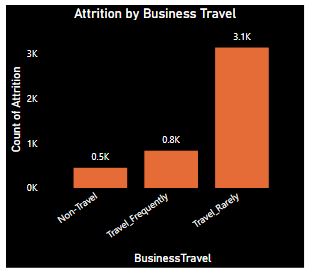 Attrition by Business Travel
Count of Attrition
3K
2K
1K
0K
0.5K
0.8K
3.1K
Non-Travel
Travel_Frequently
Travel_Rarely
BusinessTravel